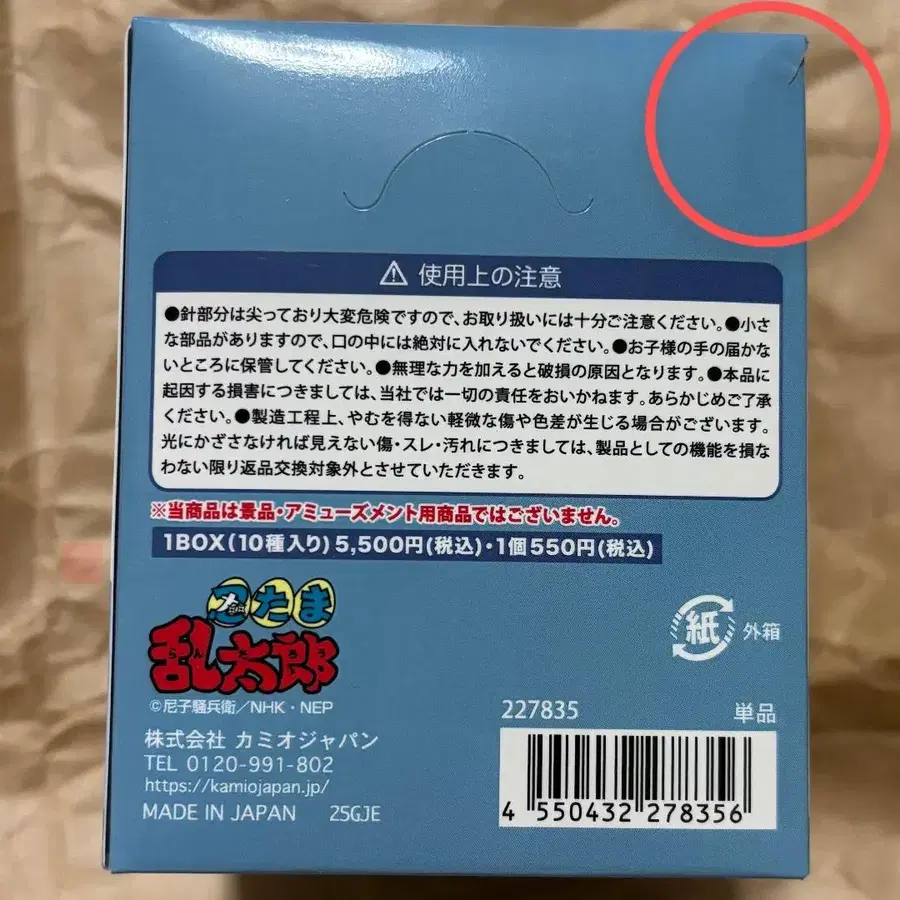 ⚠ 使用上の注意
●針部分は尖っており大変危険ですので、お取り扱いには十分ご注意ください。●小さ
な部品がありますので、口の中には絶対に入れないでください。●お子様の手の届かな
いところに保管してください。●無理な力を加えると破損の原因となります。●本品に
起因する損害につきましては、当社では一切の責任をおいかねます。あらかじめご了承
ください。●製造工程上、やむを得ない軽微な傷や色差が生じる場合がございます。
光にかざさなければ見えない傷・スレ・汚れにつきましては、製品としての機能を損な
わない限り返品交換対象外とさせていただきます。
※当商品は景品・アミューズメント用商品ではございません。
1BOX(10種入り)5,500円(税込)・1個550円(税込)
忍たま
乱太郎
らんたろう
©尼子騒兵衛/NHK・NEP
紙 外箱
株式会社 カミオジャパン
TEL 0120-991-802
https://kamiojapan.jp/
MADE IN JAPAN 25GJE
227835 単品
4 550432 278356